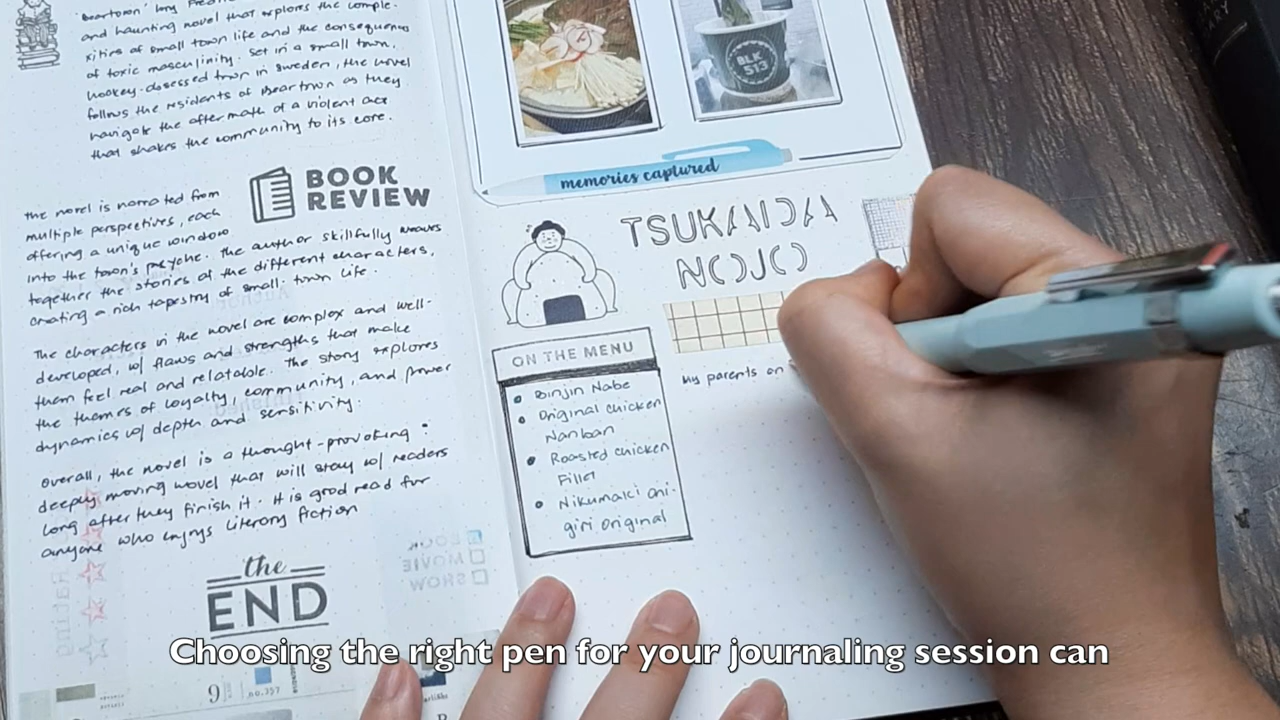 'Beartown' by
and haunting novel that explores the comple-
xities of small town life and the consequences
of toxic masculinity. Set in a small town,
hockey-obsessed town in Sweden, the novel
follows the residents of Beartown as they
navigate the aftermath of a violent act
that shakes the community to its core.
BOOK
REVIEW
the novel is narrated from
multiple perspectives, each
offering a unique window
into the town's psyche. The author skillfully weaves
together the stories of the different characters,
creating a rich tapestry of small-town life.
The characters in the novel are complex and well-
developed, w/ flaws and strengths that make
them feel real and relatable. The story explores
the themes of loyalty, community, and power
dynamics w/ depth and sensitivity.
overall, the novel is a thought-provoking •
deeply moving novel that will stay w/ readers
long after they finish it. It is good read for
anyone who enjoys literary fiction
the
END
9
no.357
BLK
513
memories captured
TSUKADA
NOJO
ON THE MENU
• Binjin Nabe
• Original chicken
Nanban
• Roasted chicken
Fillet
• Nikumaki oni-
giri original
My parents on
BOOK
MOVIE
SHOW
Choosing the right pen for your journaling session can